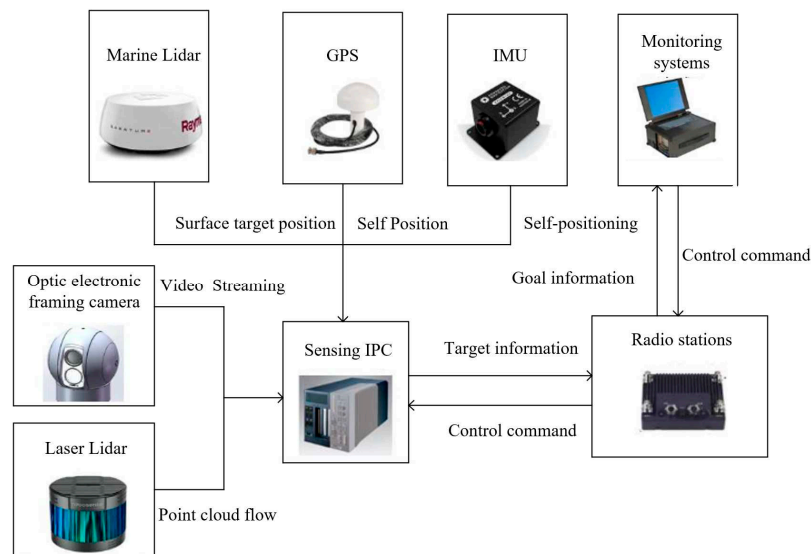 Marine Lidar
GPS
IMU
Monitoring
systems
Raym
Surface target position
Self Position
Self-positioning
Control command
Goal information
Optic electronic
framing camera
Video Streaming
Sensing IPC
Target information
Radio stations
Control command
Laser Lidar
Point cloud flow